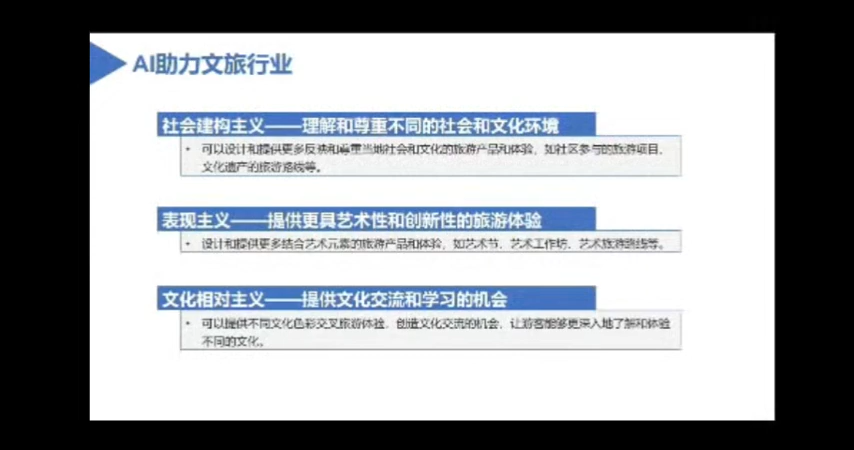 AI助力文旅行业
社会建构主义——理解和尊重不同的社会和文化环境
• 可以设计和提供更多反映和尊重当地社会和文化的旅游产品和体验，如社区参与的旅游项目、
文化遗产的旅游路线等。
表现主义——提供更具艺术性和创新性的旅游体验
• 设计和提供更多结合艺术元素的旅游产品和体验，如艺术节、艺术工作坊、艺术旅游路线等。
文化相对主义——提供文化交流和学习的机会
• 可以提供不同文化色彩交叉旅游体验，创造文化交流的机会，让游客能够更深入地了解和体验
不同的文化。